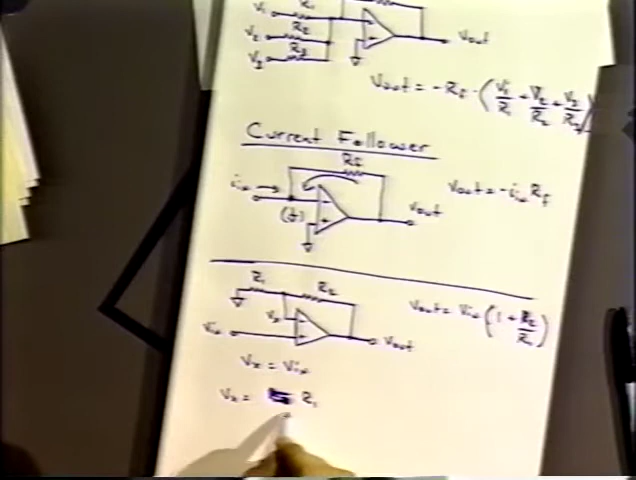 V₁ R₁
V₂ R₂
V₃ R₃
Vout
Vout = -Rf · (V₁/R₁ + V₂/R₂ + V₃/R₃)
Current Follower
Rf
iin
- Vout = -iin Rf
(+)
Vout
R₁ R₂
Vout = Vin (1 + R₂/R₁)
Vx
Vin Vout
Vx = Vin
Vx = R₁